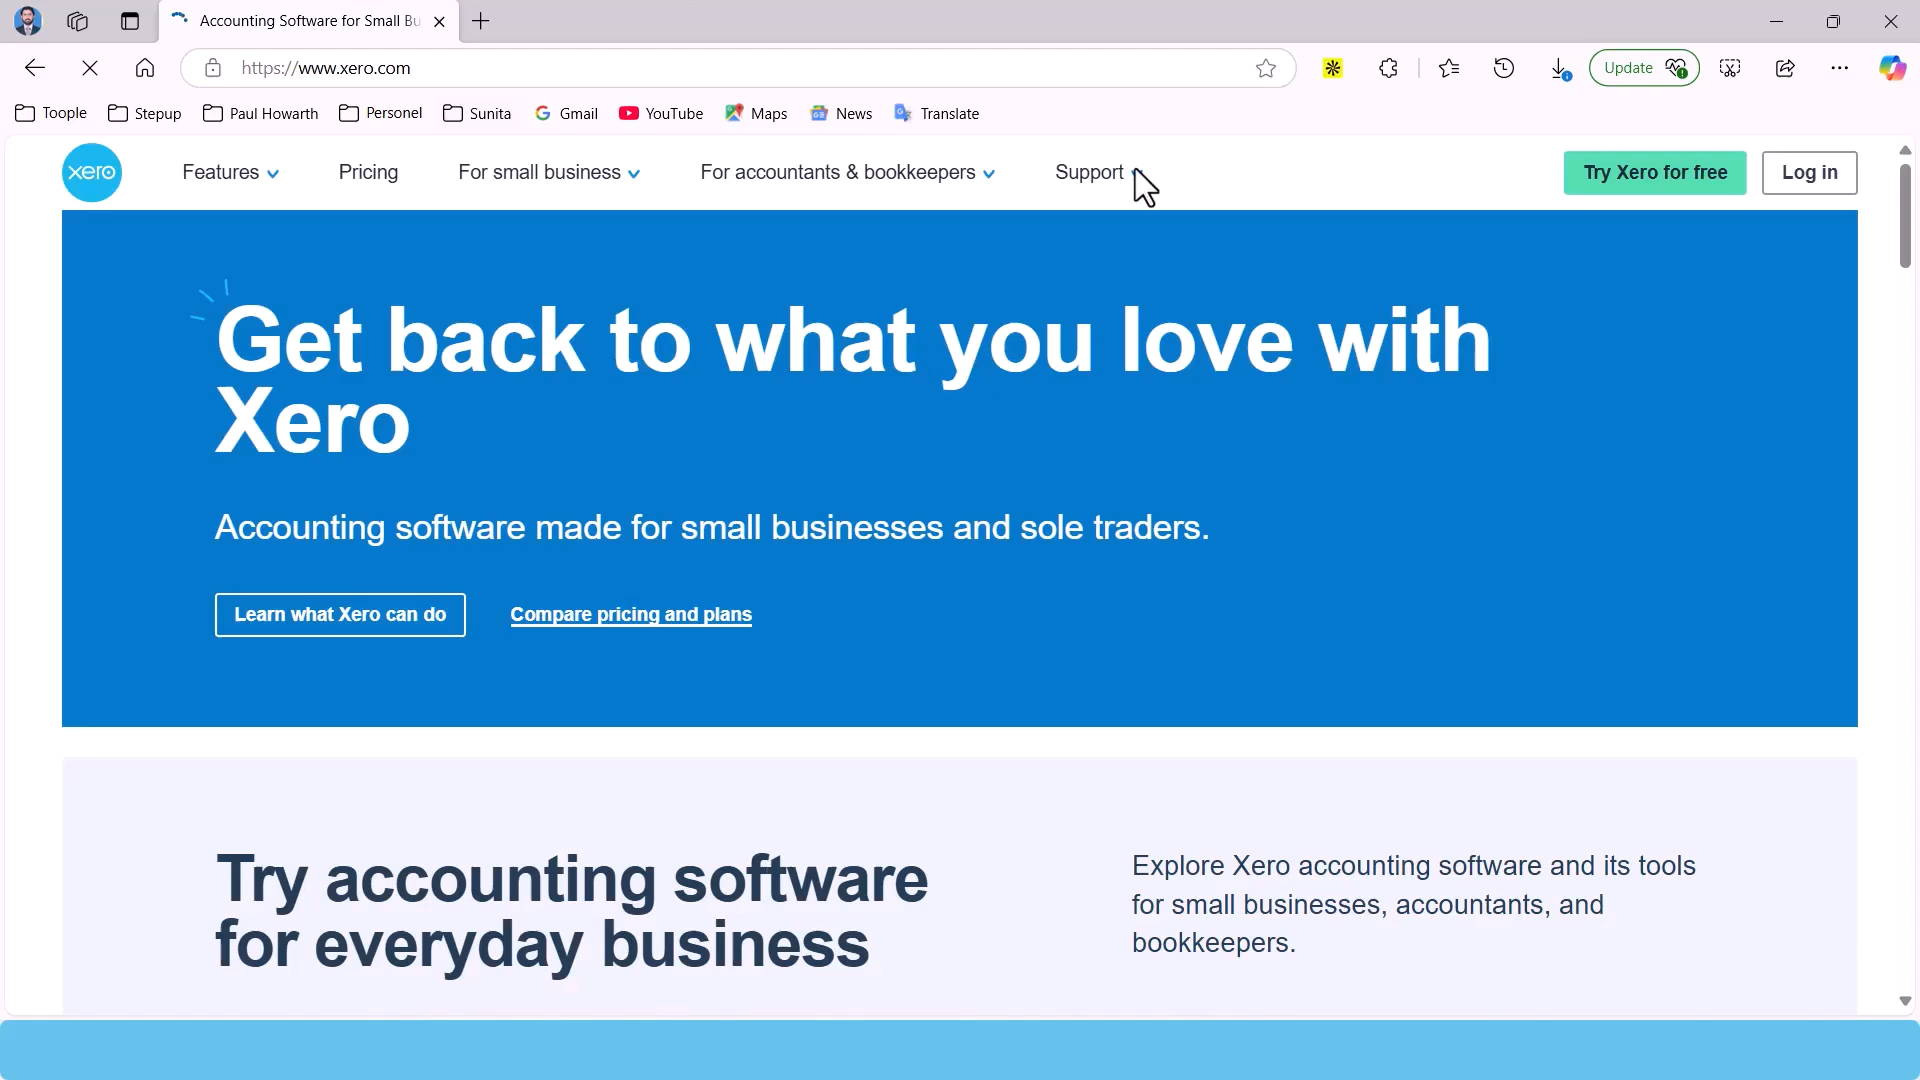 Accounting Software for Small Bu
https://www.xero.com
Update
Toople
Stepup
Paul Howarth
Personel
Sunita
Gmail
YouTube
Maps
News
Translate
xero
Features
Pricing
For small business
For accountants & bookkeepers
Support
Try Xero for free
Log in
Get back to what you love with
Xero
Accounting software made for small businesses and sole traders.
Learn what Xero can do
Compare pricing and plans
Try accounting software
for everyday business
Explore Xero accounting software and its tools
for small businesses, accountants, and
bookkeepers.